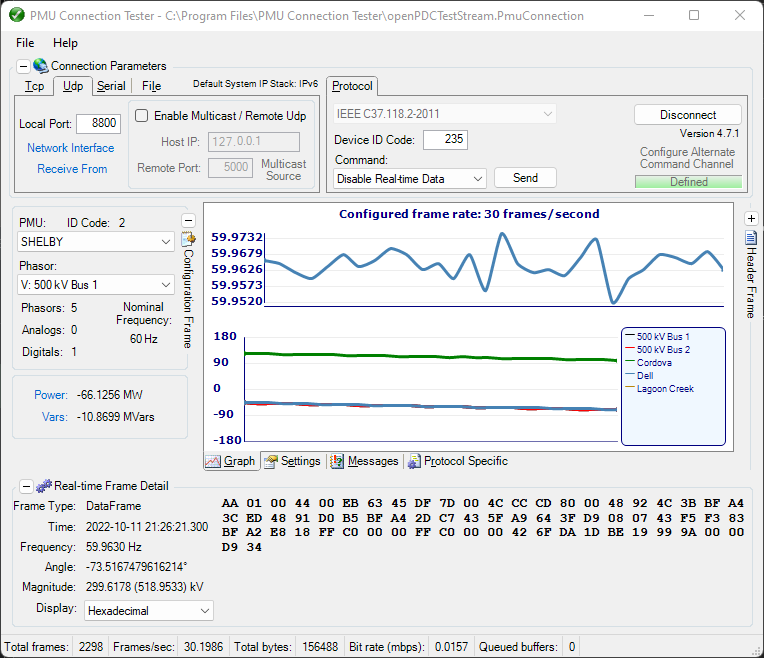 PMU Connection Tester - C:\Program Files\PMU Connection Tester\openPDCTestStream.PmuConnection
File Help
Connection Parameters
Tcp Udp Serial File Default System IP Stack: IPv6
Local Port: 8800
Network Interface
Receive From
Enable Multicast / Remote Udp
Host IP: 127.0.0.1
Remote Port: 5000
Multicast
Source
Protocol
IEEE C37.118.2-2011
Device ID Code: 235
Command:
Disable Real-time Data Send
Disconnect
Version 4.7.1
Configure Alternate
Command Channel
Defined
PMU: ID Code: 2
SHELBY
Phasor:
V: 500 kV Bus 1
Phasors: 5
Analogs: 0
Digitals: 1
Nominal
Frequency:
60 Hz
Power: -66.1256 MW
Vars: -10.8699 MVars
Configuration Frame
Configured frame rate: 30 frames/second
59.9732
59.9679
59.9626
59.9573
59.9520
180
90
0
-90
-180
500 kV Bus 1
500 kV Bus 2
Cordova
Dell
Lagoon Creek
Header Frame
Graph Settings Messages Protocol Specific
Real-time Frame Detail
Frame Type: DataFrame
Time: 2022-10-11 21:26:21.300
Frequency: 59.9630 Hz
Angle: -73.5167479616214°
Magnitude: 299.6178 (518.9533) kV
Display: Hexadecimal
AA 01 00 44 00 EB 63 45 DF 7D 00 4C CC CD 80 00 48 92 4C 3B BF A4
3C ED 48 91 D0 B5 BF A4 2D C7 43 5F A9 64 3F D9 08 07 43 F5 F3 83
BF A2 E8 18 FF C0 00 00 FF C0 00 00 42 6F DA 1D BE 19 99 9A 00 00
D9 34
Total frames: 2298 Frames/sec: 30.1986 Total bytes: 156488 Bit rate (mbps): 0.0157 Queued buffers: 0